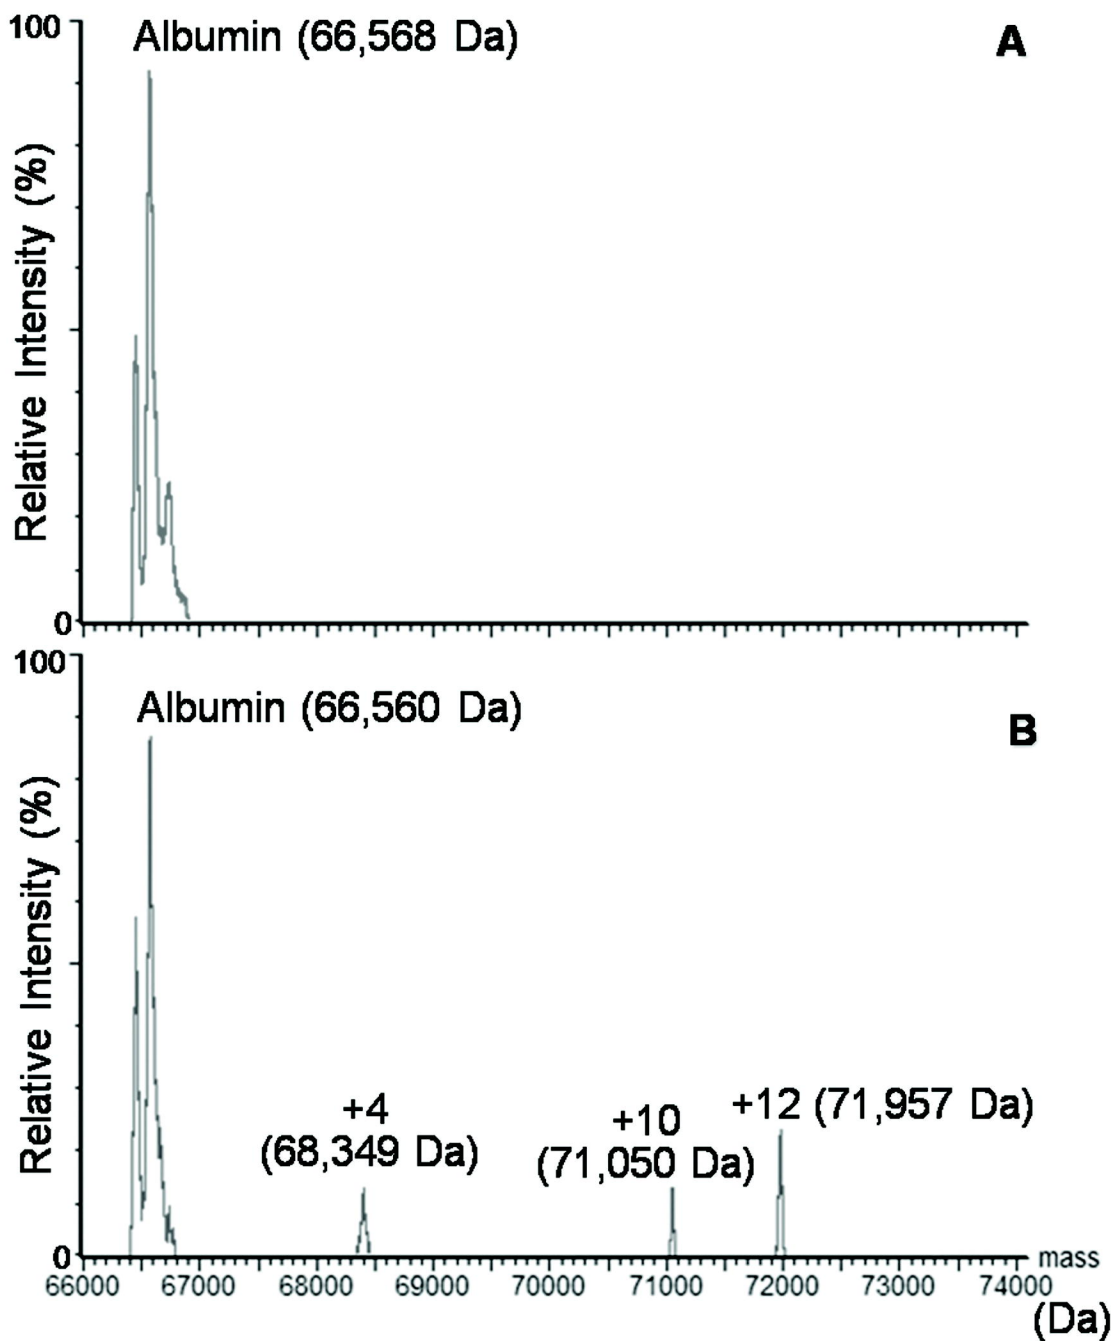 100
Albumin (66,568 Da)
A
Relative Intensity (%)
0
100
Albumin (66,560 Da)
B
Relative Intensity (%)
+4
(68,349 Da)
+10
(71,050 Da)
+12 (71,957 Da)
0
66000 67000 68000 69000 70000 71000 72000 73000 74000
mass
(Da)